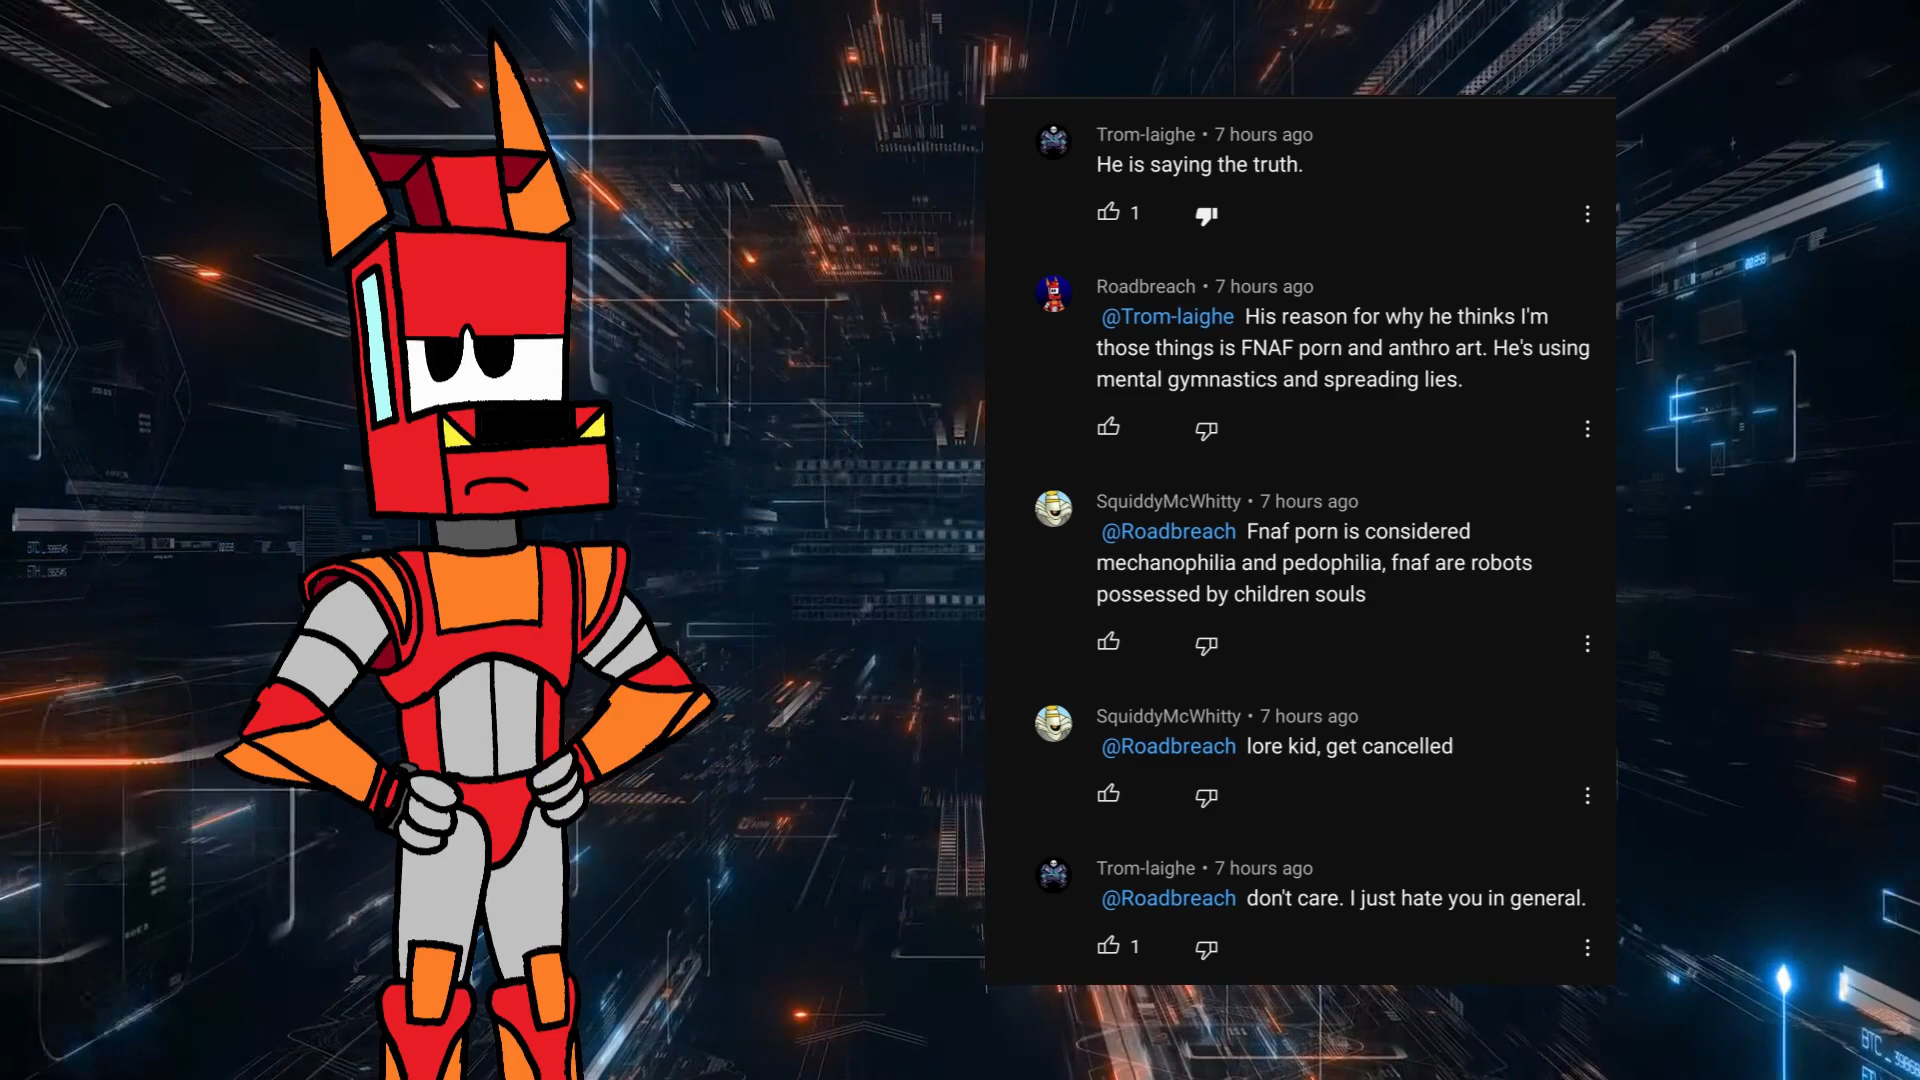 Trom-laighe • 7 hours ago
He is saying the truth.
1
Roadbreach • 7 hours ago
@Trom-laighe His reason for why he thinks I'm
those things is FNAF porn and anthro art. He's using
mental gymnastics and spreading lies.
SquiddyMcWhitty • 7 hours ago
@Roadbreach Fnaf porn is considered
mechanophilia and pedophilia, fnaf are robots
possessed by children souls
SquiddyMcWhitty • 7 hours ago
@Roadbreach lore kid, get cancelled
Trom-laighe • 7 hours ago
@Roadbreach don't care. I just hate you in general.
1